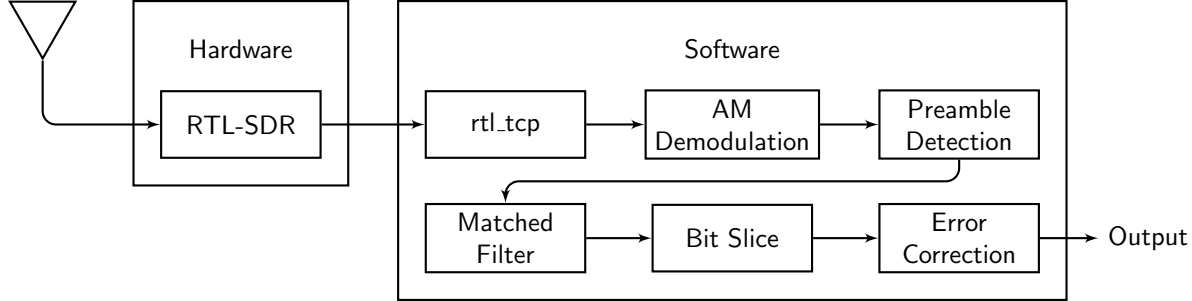 Hardware
Software
RTL-SDR
rtl_tcp
AM
Demodulation
Preamble
Detection
Matched
Filter
Bit Slice
Error
Correction
Output